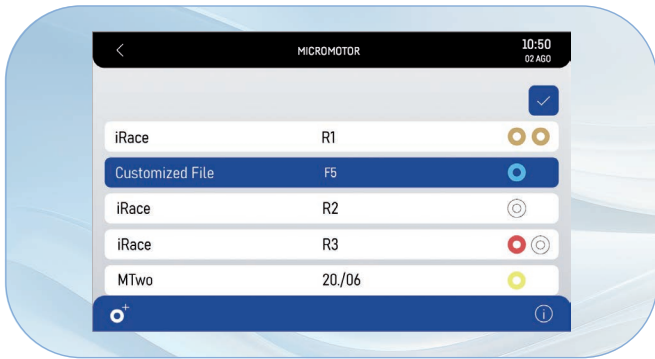 MICROMOTOR 10:50
02 AGO
iRace R1
Customized File F5
iRace R2
iRace R3
MTwo 20./06